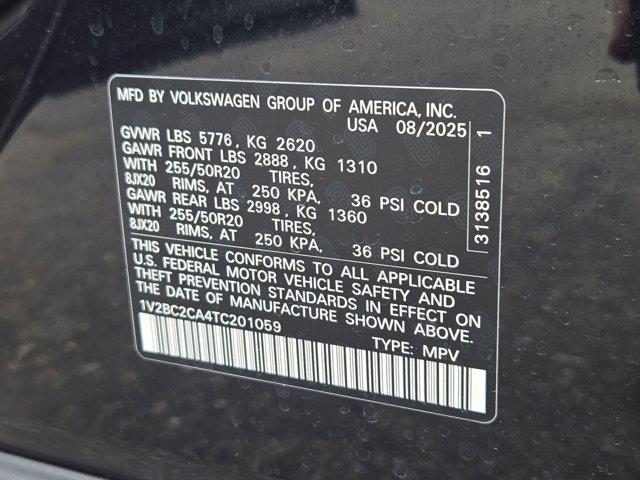 MFD BY VOLKSWAGEN GROUP OF AMERICA, INC.
USA 08/2025
GVWR LBS 5776, KG 2620
GAWR FRONT LBS 2888, KG 1310
WITH 255/50R20 TIRES,
8JX20 RIMS, AT 250 KPA, 36 PSI COLD
GAWR REAR LBS 2998, KG 1360
WITH 255/50R20 TIRES,
8JX20 RIMS, AT 250 KPA, 36 PSI COLD
THIS VEHICLE CONFORMS TO ALL APPLICABLE
U.S. FEDERAL MOTOR VEHICLE SAFETY AND
THEFT PREVENTION STANDARDS IN EFFECT ON
THE DATE OF MANUFACTURE SHOWN ABOVE.
1V2BC2CA4TC201059
TYPE: MPV
3138516 1